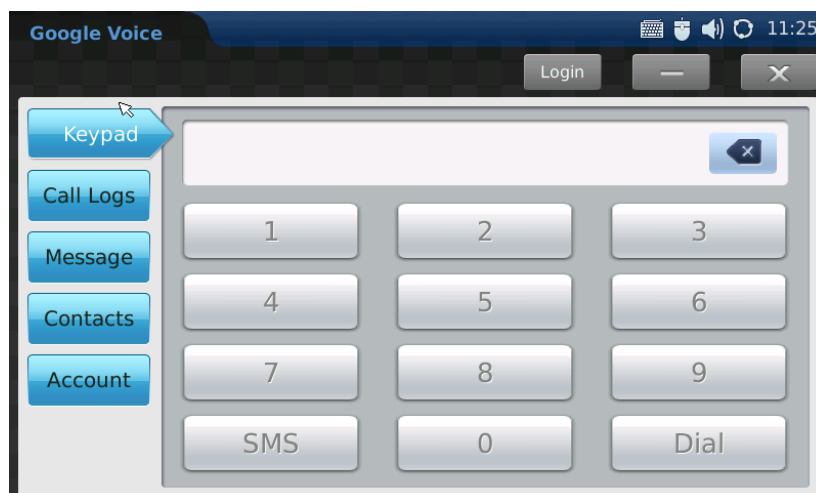 Google Voice 11:25
Login
Keypad
Call Logs
Message
Contacts
Account
1 2 3
4 5 6
7 8 9
SMS 0 Dial